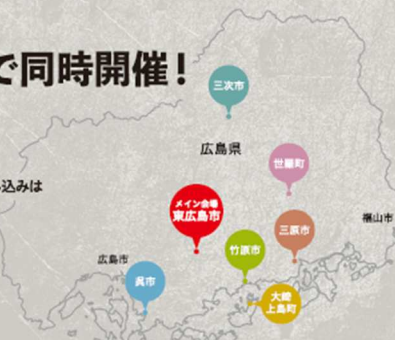 で同時開催!
三次市
広島県
世羅町
込みは
メイン会場
東広島市
福山市
三原市
竹原市
広島市
呉市
大崎
上島町